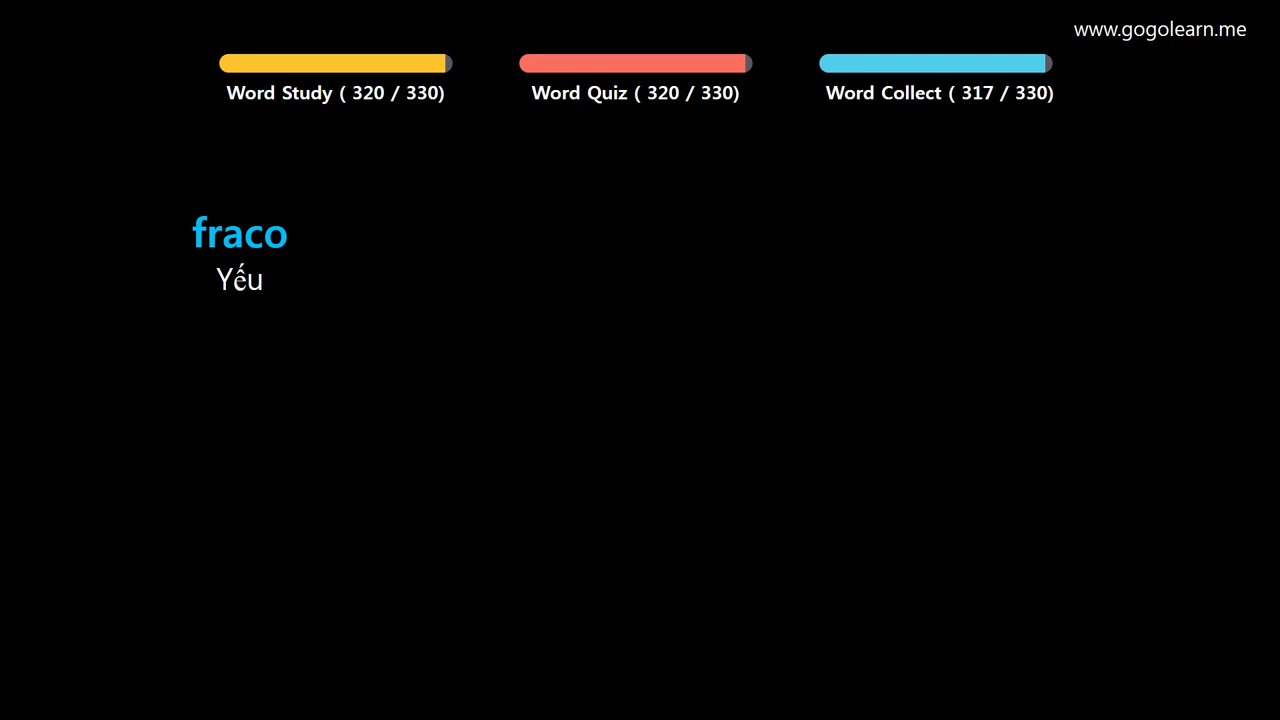 www.gogolearn.me
Word Study ( 320 / 330)
Word Quiz ( 320 / 330)
Word Collect ( 317 / 330)
fraco
Yếu